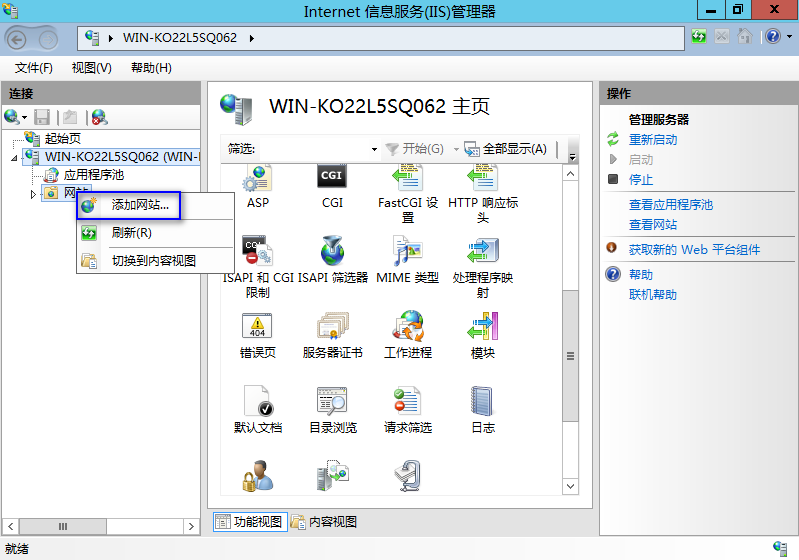 Internet 信息服务(IIS)管理器
WIN-KO22L5SQ062
文件(F) 视图(V) 帮助(H)
连接
起始页
WIN-KO22L5SQ062 (WIN-
应用程序池
网站
添加网站...
刷新(R)
切换到内容视图
WIN-KO22L5SQ062 主页
筛选: 开始(G) 全部显示(A)
CGI
ASP CGI FastCGI 设置 HTTP 响应标头
CGI
ISAPI 和 CGI 限制 ISAPI 筛选器 MIME 类型 处理程序映射
404
错误页 服务器证书 工作进程 模块
默认文档 目录浏览 请求筛选 日志
功能视图 内容视图
操作
管理服务器
重新启动
启动
停止
查看应用程序池
查看网站
获取新的 Web 平台组件
帮助
联机帮助
就绪